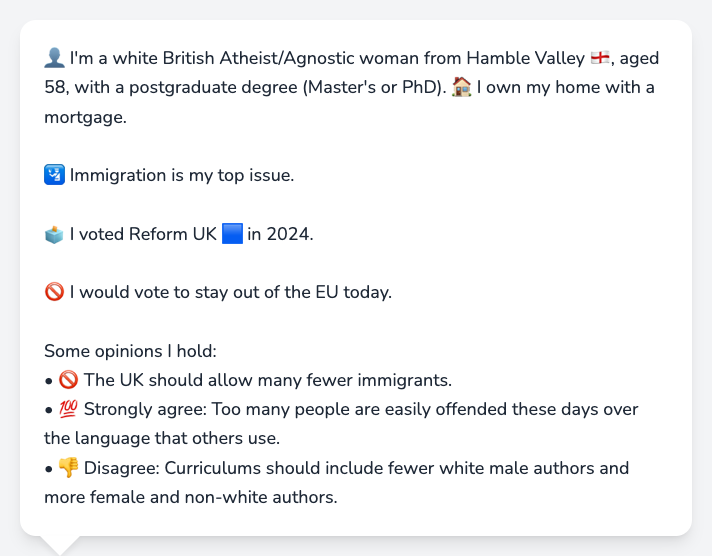 👤 I'm a white British Atheist/Agnostic woman from Hamble Valley 🏴󠁧󠁢󠁥󠁮󠁧󠁿, aged
58, with a postgraduate degree (Master's or PhD). 🏠 I own my home with a
mortgage.
🛂 Immigration is my top issue.
🗳️ I voted Reform UK 🟦 in 2024.
🚫 I would vote to stay out of the EU today.
Some opinions I hold:
• 🚫 The UK should allow many fewer immigrants.
• 💯 Strongly agree: Too many people are easily offended these days over
the language that others use.
• 👎 Disagree: Curriculums should include fewer white male authors and
more female and non-white authors.